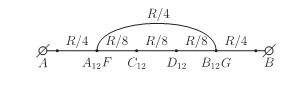 R/4
R/4 R/8 R/8 R/8 R/4
A A₁₂F C₁₂ D₁₂ B₁₂G B